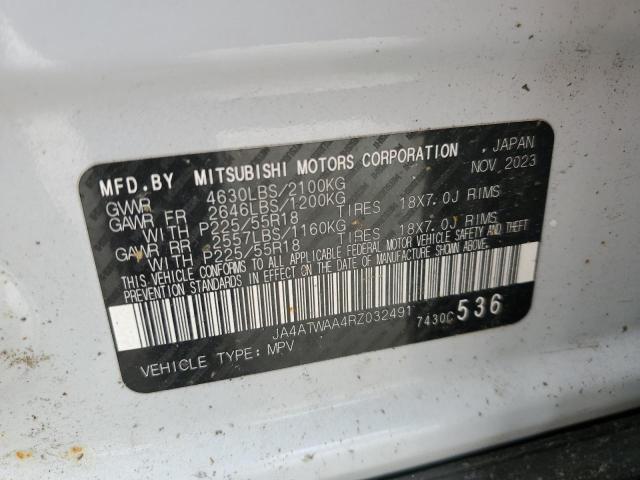 MFD.BY MITSUBISHI MOTORS CORPORATION JAPAN
GVWR 4630LBS/2100KG NOV 2023
GAWR FR 2646LBS/1200KG
WITH P225/55R18 TIRES 18X7.0J RIMS
GAWR RR 2557LBS/1160KG
WITH P225/55R18 TIRES 18X7.0J RIMS
THIS VEHICLE CONFORMS TO ALL APPLICABLE FEDERAL MOTOR VEHICLE SAFETY AND THEFT
PREVENTION STANDARDS IN EFFECT ON THE DATE OF MANUFACTURE SHOWN ABOVE.
JA4ATWAA4RZ032491 7430C 536
VEHICLE TYPE: MPV